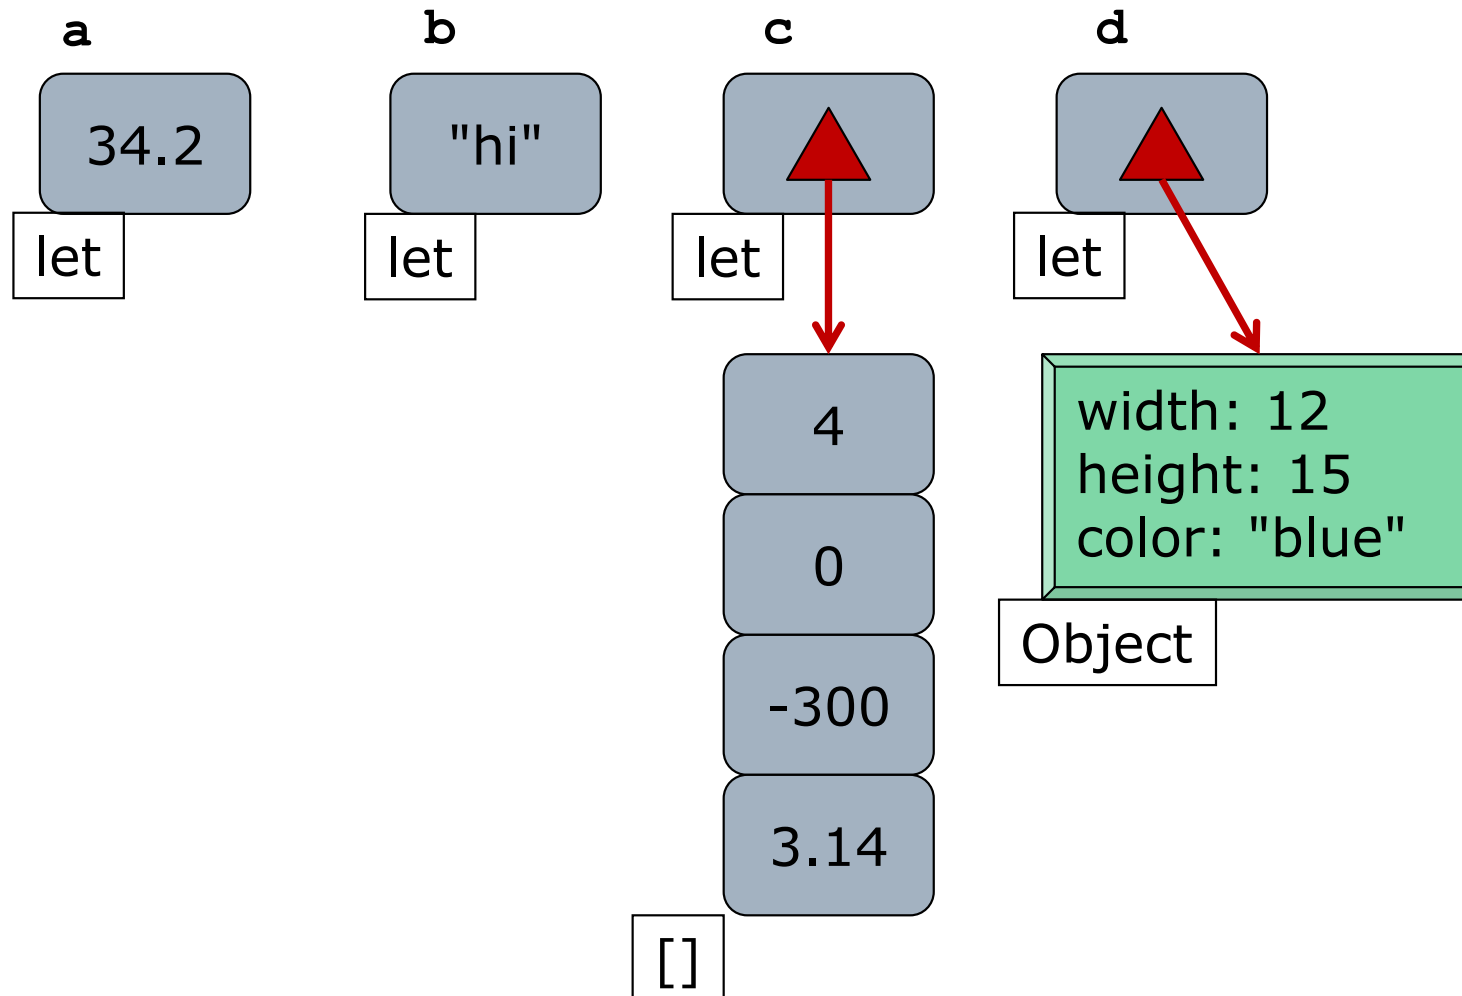 a b c d
34.2 "hi"
let let let let
4
0
-300
3.14
[]
width: 12
height: 15
color: "blue"
Object